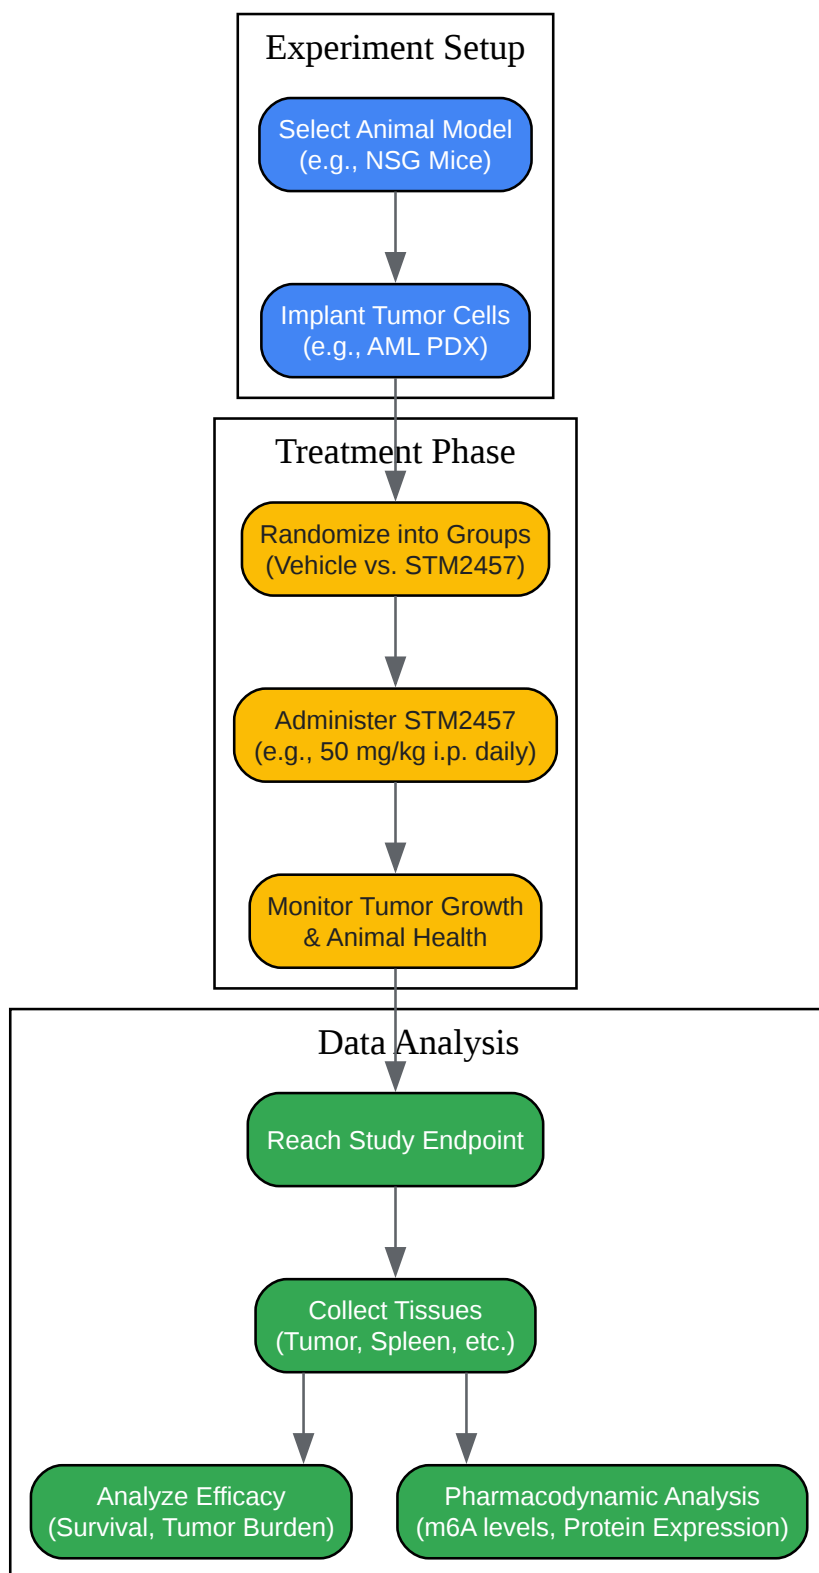 Experiment Setup
Select Animal Model
(e.g., NSG Mice)
Implant Tumor Cells
(e.g., AML PDX)
Treatment Phase
Randomize into Groups
(Vehicle vs. STM2457)
Administer STM2457
(e.g., 50 mg/kg i.p. daily)
Monitor Tumor Growth
& Animal Health
Data Analysis
Reach Study Endpoint
Collect Tissues
(Tumor, Spleen, etc.)
Analyze Efficacy
(Survival, Tumor Burden)
Pharmacodynamic Analysis
(m6A levels, Protein Expression)